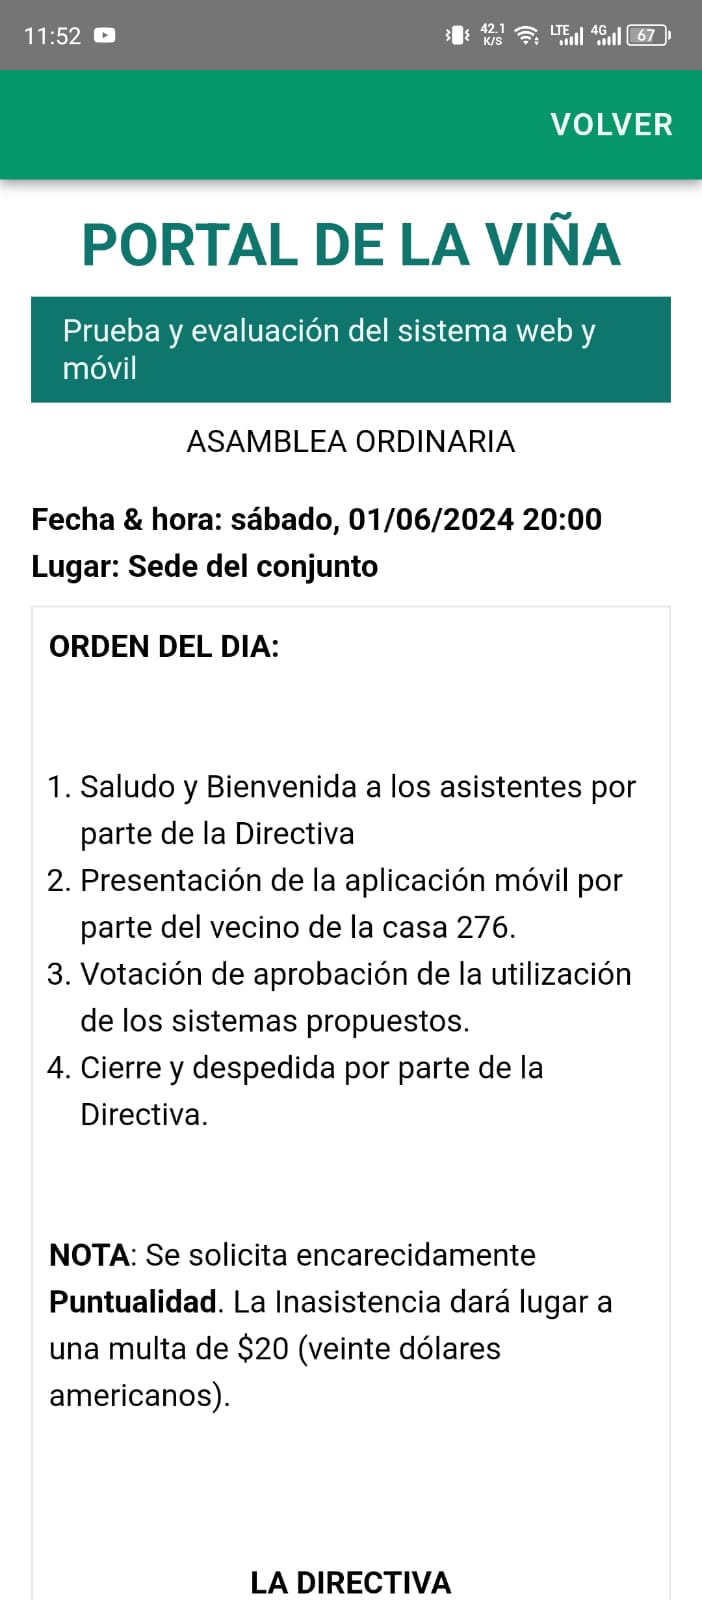 11:52
42.1 K/S LTE 4G 67
VOLVER
PORTAL DE LA VIÑA
Prueba y evaluación del sistema web y
móvil
ASAMBLEA ORDINARIA
Fecha & hora: sábado, 01/06/2024 20:00
Lugar: Sede del conjunto
ORDEN DEL DIA:
1. Saludo y Bienvenida a los asistentes por
parte de la Directiva
2. Presentación de la aplicación móvil por
parte del vecino de la casa 276.
3. Votación de aprobación de la utilización
de los sistemas propuestos.
4. Cierre y despedida por parte de la
Directiva.
NOTA: Se solicita encarecidamente
Puntualidad. La Inasistencia dará lugar a
una multa de $20 (veinte dólares
americanos).
LA DIRECTIVA